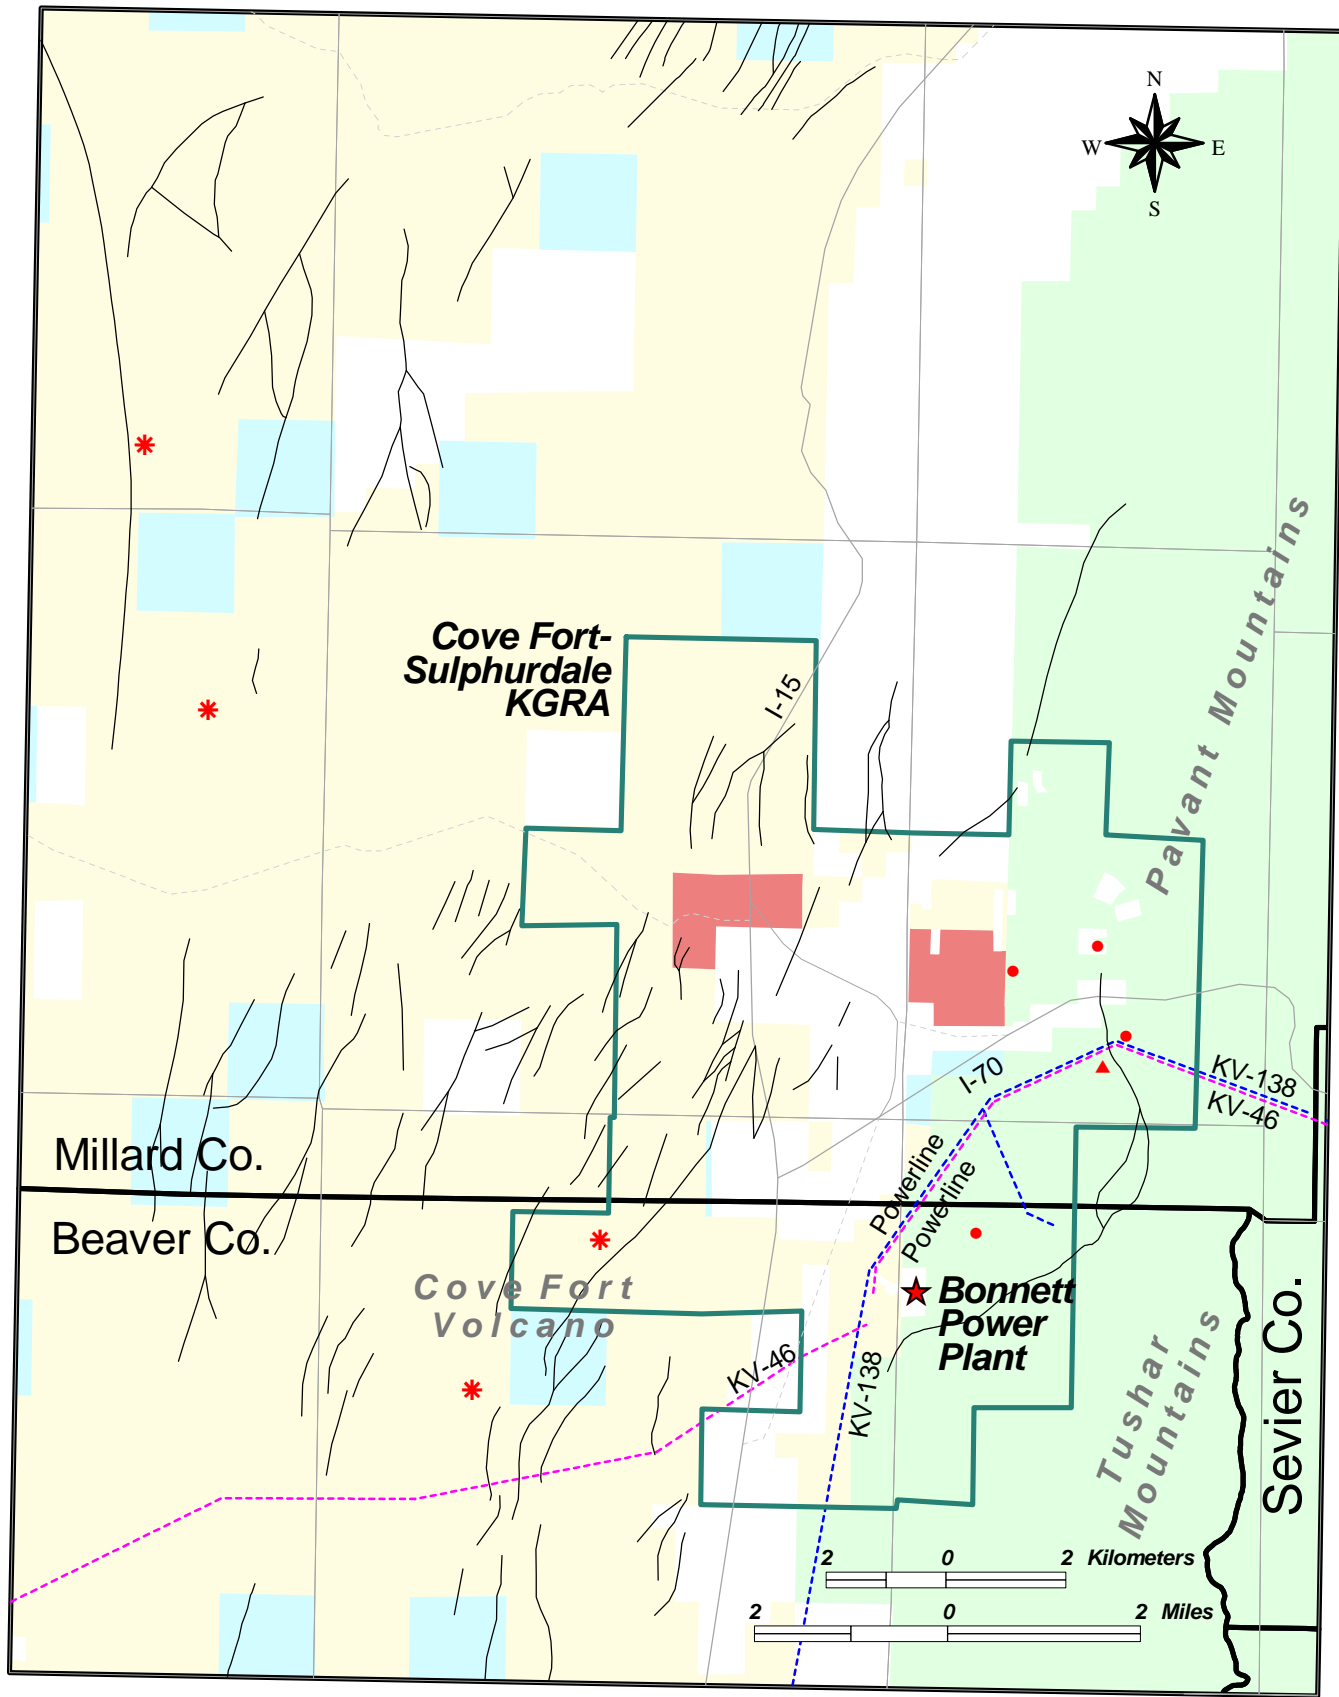 N
W E
S
Cove Fort-
Sulphurdale
KGRA
I-15
Pavant Mountains
I-70
KV-138
KV-46
Millard Co.
Powerline
Powerline
Beaver Co.
Cove Fort
Volcano
Bonnett
Power
Plant
KV-46
KV-138
Tushar
Mountains
Sevier Co.
2 0 2 Kilometers
2 0 2 Miles